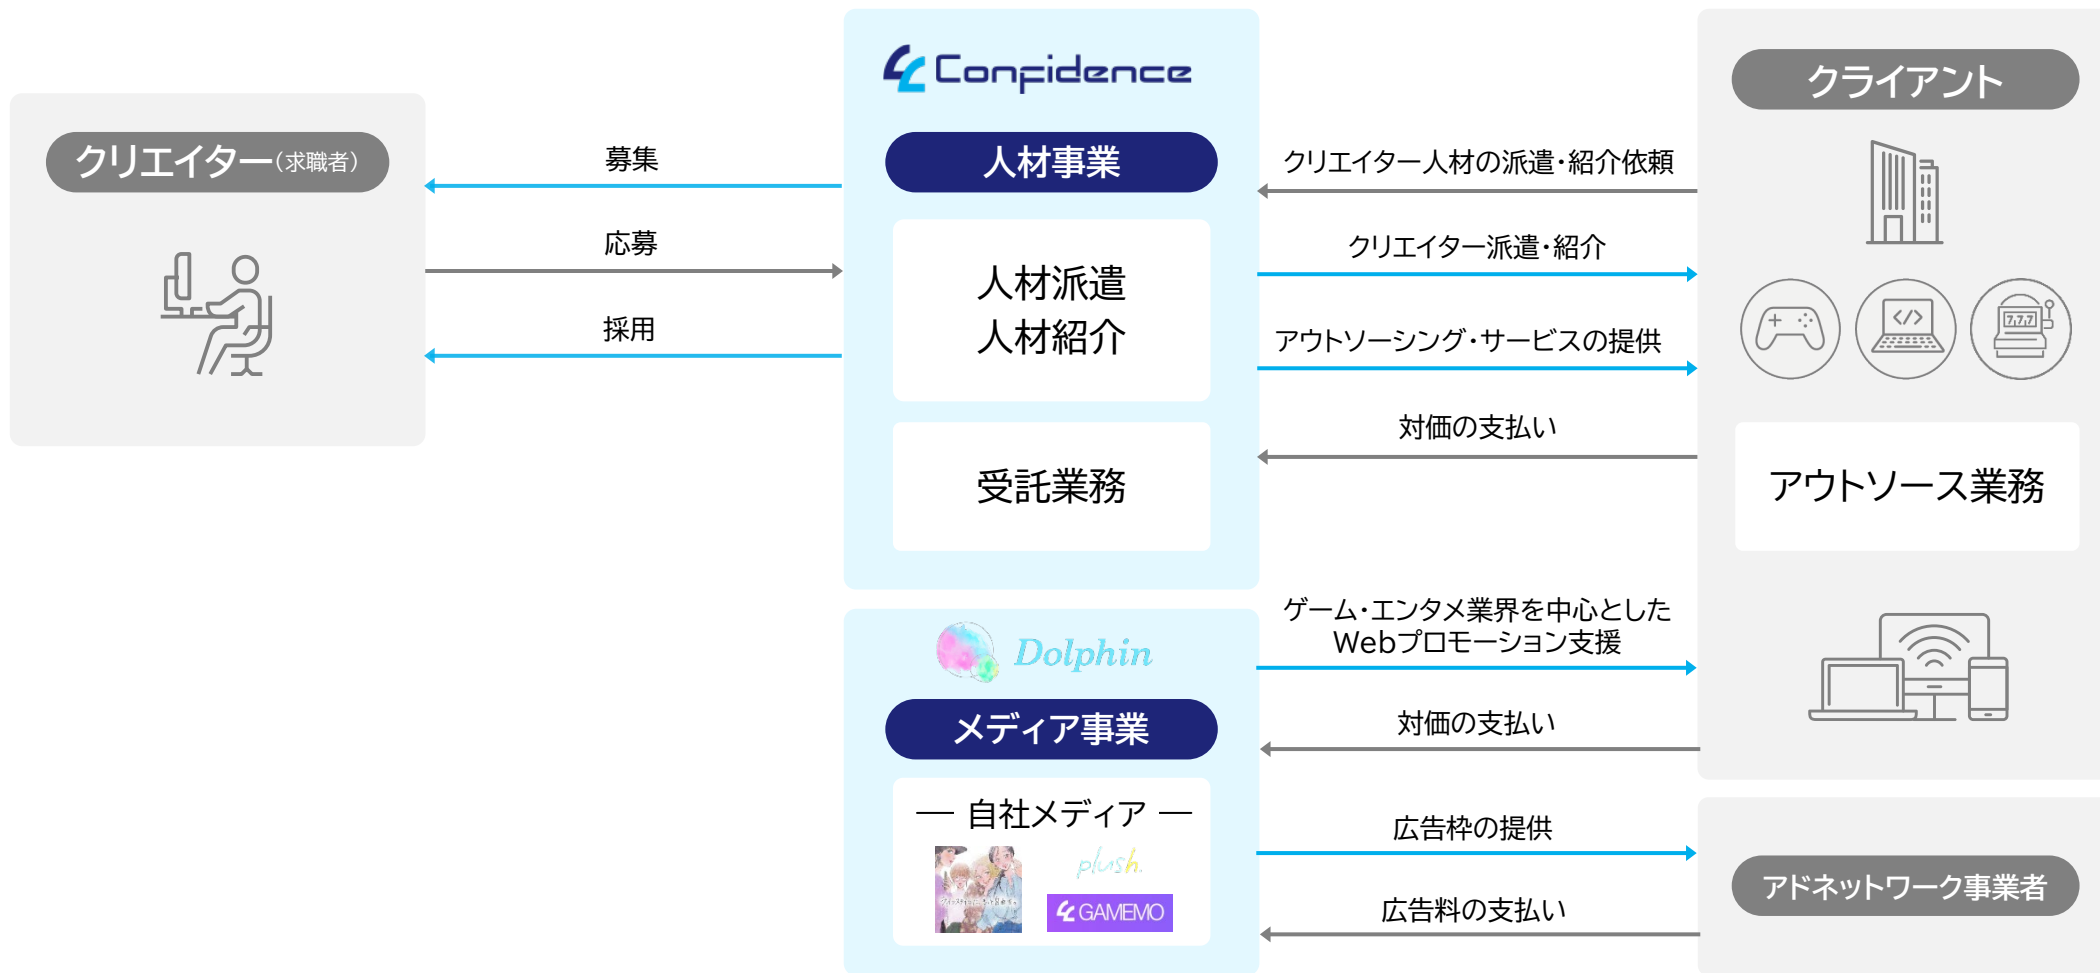 クリエイター（求職者）
募集
応募
採用
Confidence
人材事業
人材派遣
人材紹介
受託業務
クリエイター人材の派遣・紹介依頼
クリエイター派遣・紹介
アウトソーシング・サービスの提供
対価の支払い
クライアント
</>
7,7,7
アウトソース業務
Dolphin
メディア事業
自社メディア
plush.
GAMEMO
ゲーム・エンタメ業界を中心とした
Webプロモーション支援
対価の支払い
広告枠の提供
広告料の支払い
アドネットワーク事業者